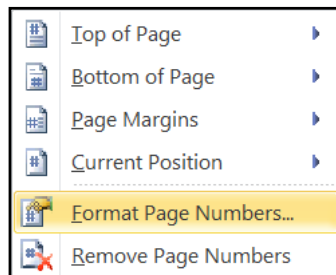 Top of Page
Bottom of Page
Page Margins
Current Position
Format Page Numbers...
Remove Page Numbers